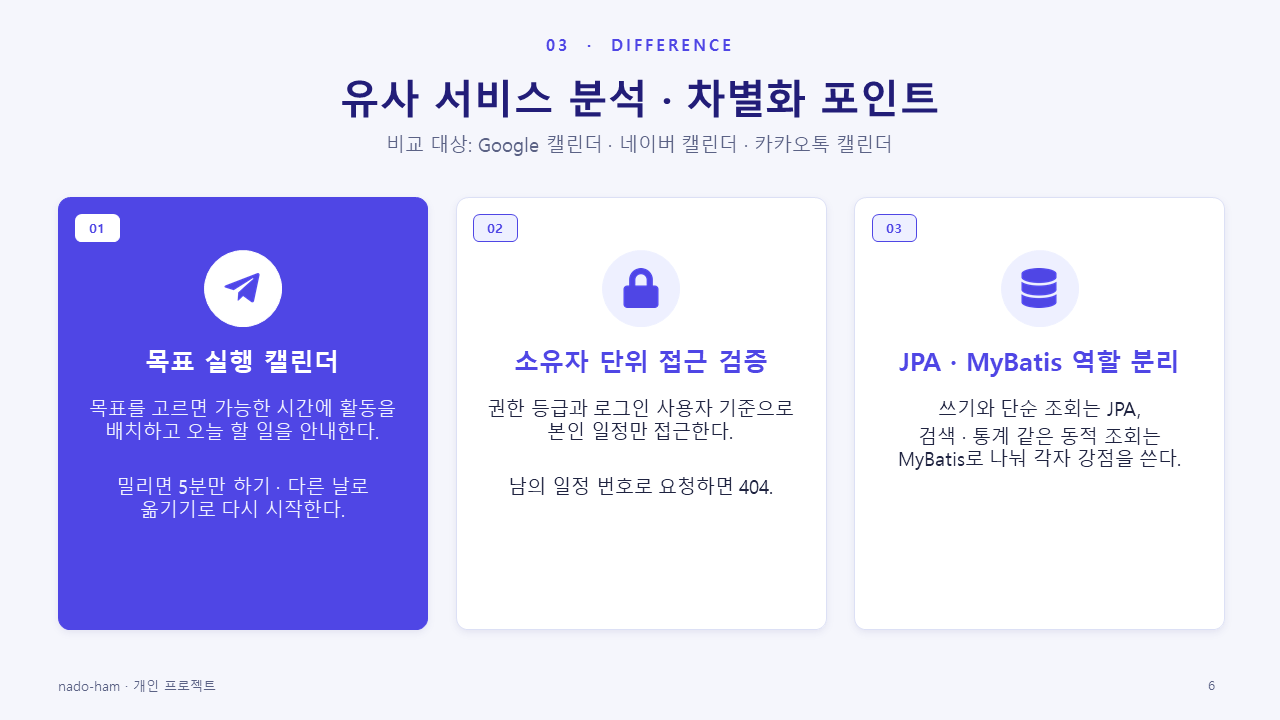 03 · DIFFERENCE
유사 서비스 분석 · 차별화 포인트
비교 대상: Google 캘린더 · 네이버 캘린더 · 카카오톡 캘린더
01
목표 실행 캘린더
목표를 고르면 가능한 시간에 활동을
배치하고 오늘 할 일을 안내한다.
밀리면 5분만 하기 · 다른 날로
옮기기로 다시 시작한다.
02
소유자 단위 접근 검증
권한 등급과 로그인 사용자 기준으로
본인 일정만 접근한다.
남의 일정 번호로 요청하면 404.
03
JPA · MyBatis 역할 분리
쓰기와 단순 조회는 JPA,
검색 · 통계 같은 동적 조회는
MyBatis로 나눠 각자 강점을 쓴다.
nado-ham · 개인 프로젝트
6